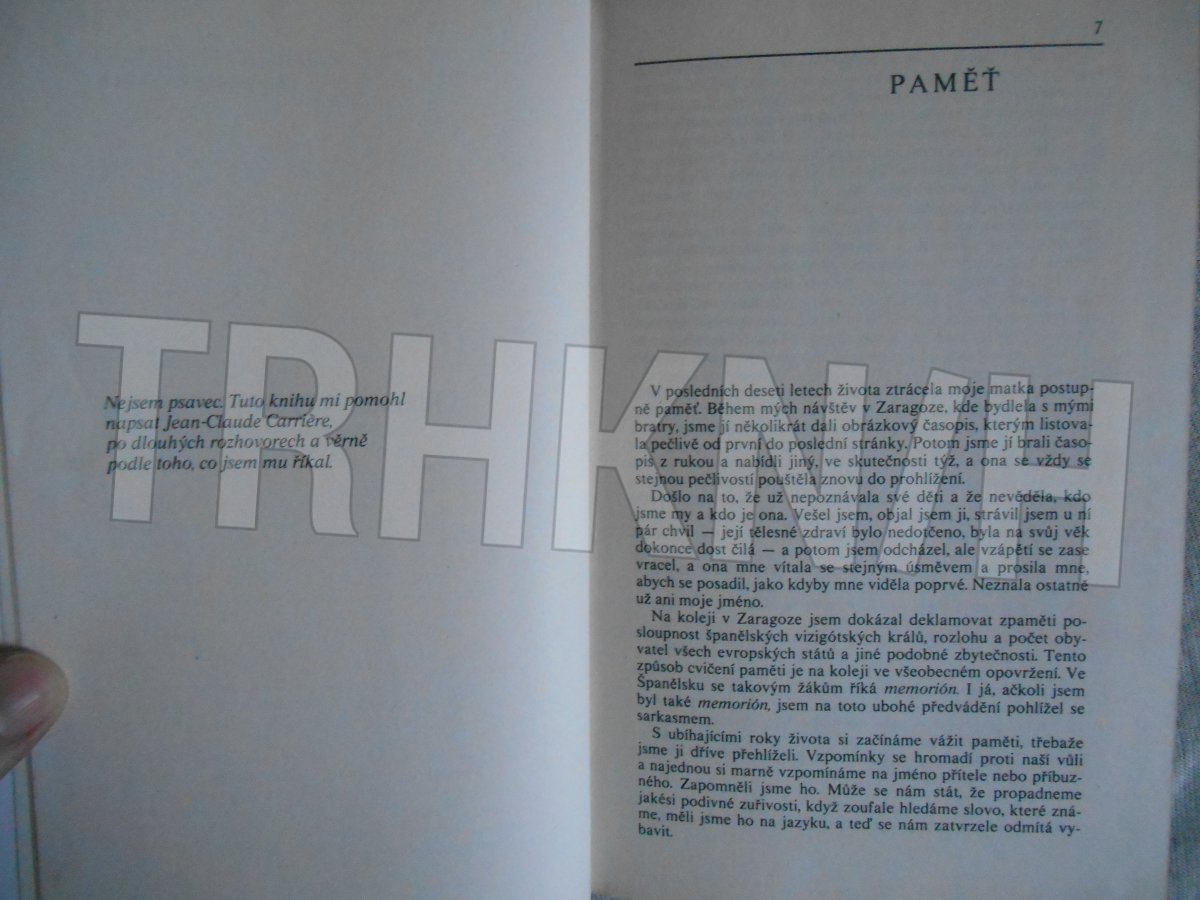 Nejsem psavec. Tuto knihu mi pomohl
napsat Jean-Claude Carrière,
po dlouhých rozhovorech a věrně
podle toho, co jsem mu říkal.
7
PAMĚŤ
V posledních deseti letech života ztrácela moje matka postup-
ně paměť. Během mých návštěv v Zaragoze, kde bydlela s mými
bratry, jsme jí několikrát dali obrázkový časopis, kterým listova-
la pečlivě od první do poslední stránky. Potom jsme jí brali časo-
pis z rukou a nabídli jiný, ve skutečnosti týž, a ona se vždy se
stejnou pečlivostí pouštěla znovu do prohlížení.
Došlo na to, že už nepoznávala své děti a že nevěděla, kdo
jsme my a kdo je ona. Vešel jsem, objal jsem ji, strávil jsem u ní
pár chvil — její tělesné zdraví bylo nedotčeno, byla na svůj věk
dokonce dost čilá — a potom jsem odcházel, ale vzápětí se zase
vracel, a ona mne vítala se stejným úsměvem a prosila mne,
abych se posadil, jako kdyby mne viděla poprvé. Neznala ostatně
už ani moje jméno.
Na koleji v Zaragoze jsem dokázal deklamovat zpaměti po-
sloupnost španělských vizigótských králů, rozlohu a počet oby-
vatel všech evropských států a jiné podobné zbytečnosti. Tento
způsob cvičení paměti je na koleji ve všeobecném opovržení. Ve
Španělsku se takovým žákům říká memorión. I já, ačkoli jsem
byl také memorión, jsem na toto ubohé předvádění pohlížel se
sarkasmem.
S ubíhajícími roky života si začínáme vážit paměti, třebaže
jsme ji dříve přehlíželi. Vzpomínky se hromadí proti naší vůli
a najednou si marně vzpomínáme na jméno přítele nebo příbuz-
ného. Zapomněli jsme ho. Může se nám stát, že propadneme
jakési podivné zuřivosti, když zoufale hledáme slovo, které zná-
me, měli jsme ho na jazyku, a teď se nám zatvrzele odmítá vy-
bavit.
TRHKNIH